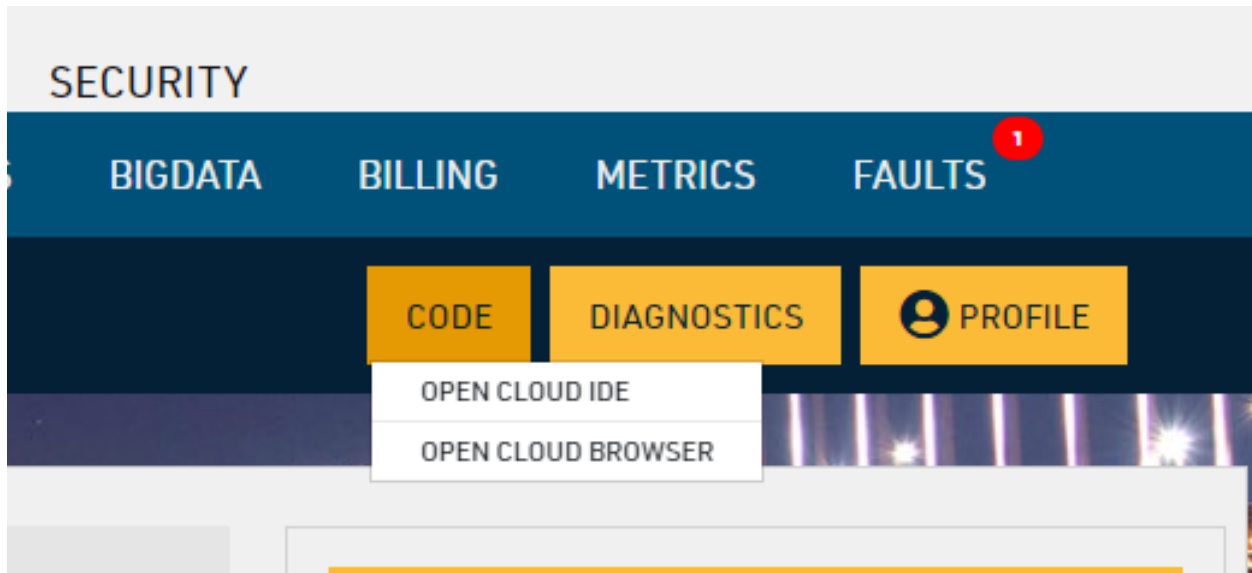 SECURITY
BIGDATA BILLING METRICS FAULTS 1
CODE DIAGNOSTICS PROFILE
OPEN CLOUD IDE
OPEN CLOUD BROWSER